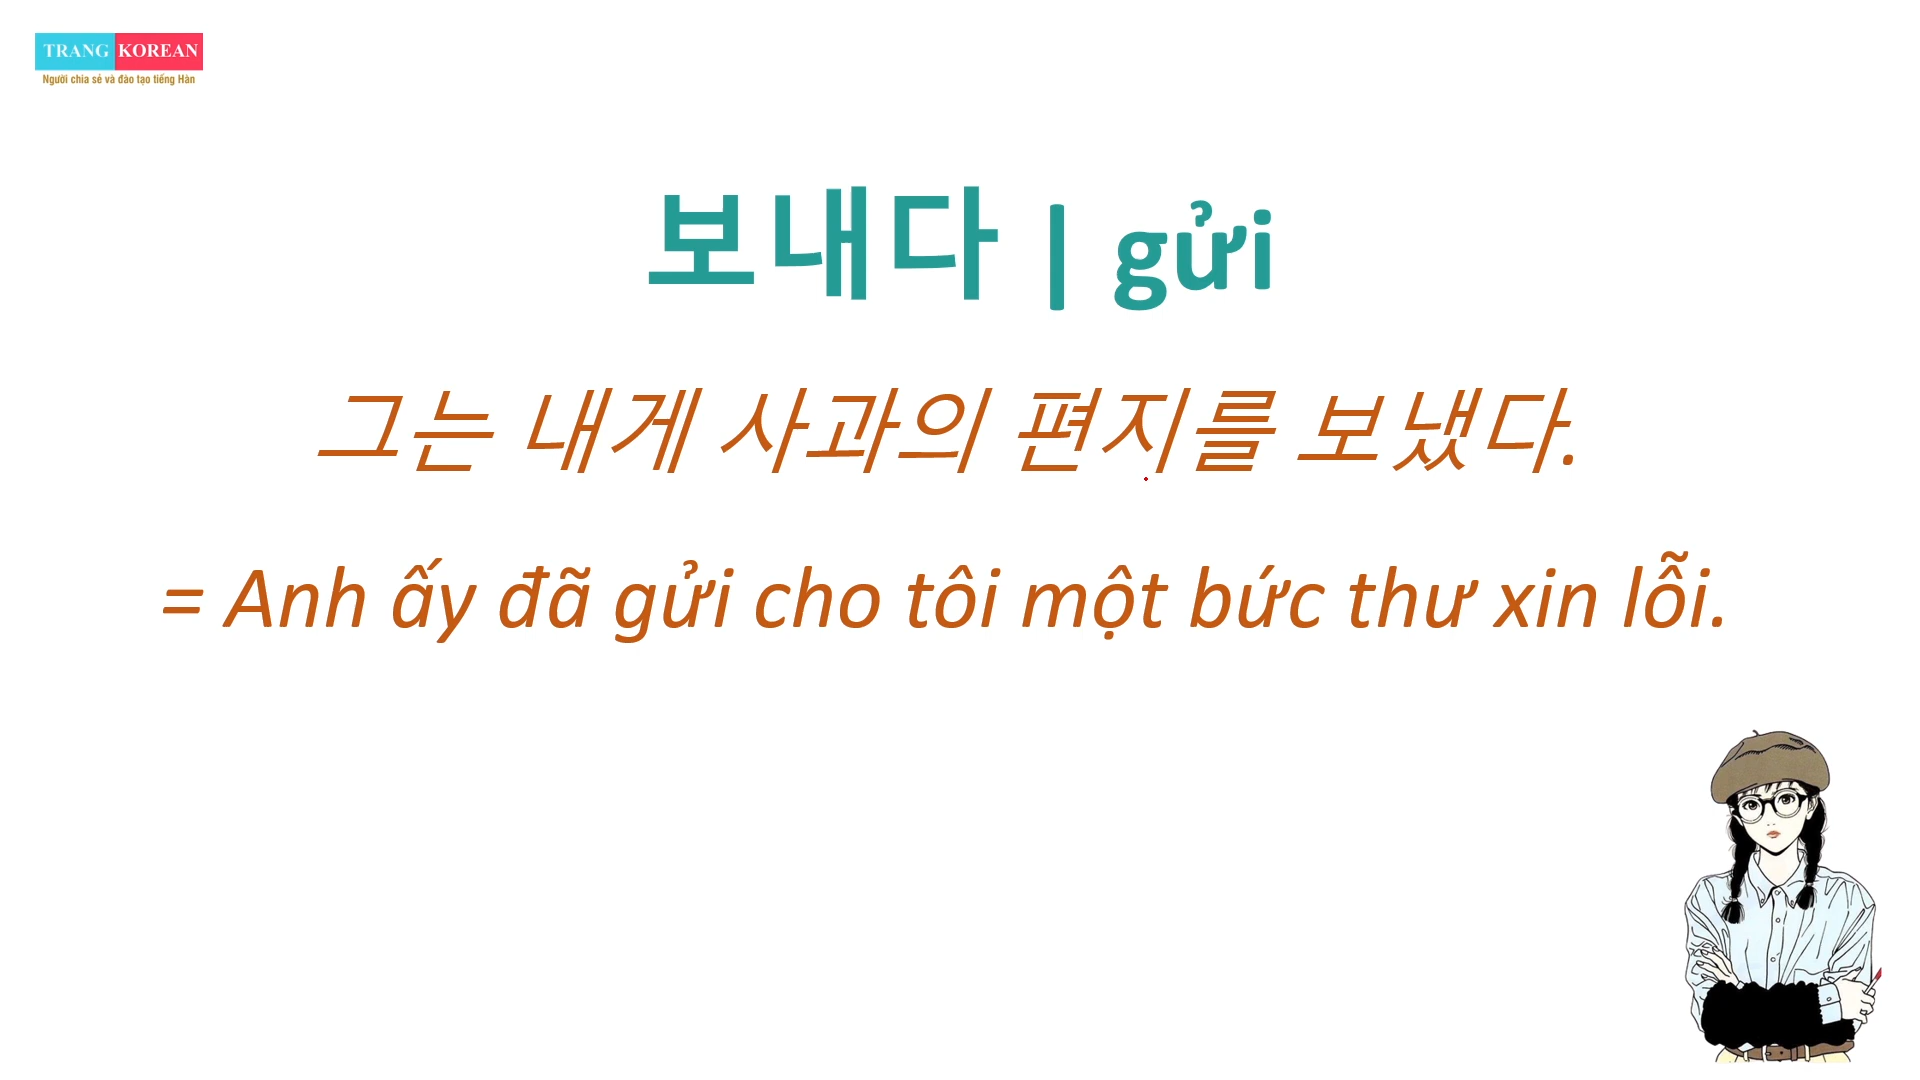 TRANG KOREAN
Người chia sẻ và đào tạo tiếng Hàn
보내다 | gửi
그는 내게 사과의 편지를 보냈다.
= Anh ấy đã gửi cho tôi một bức thư xin lỗi.